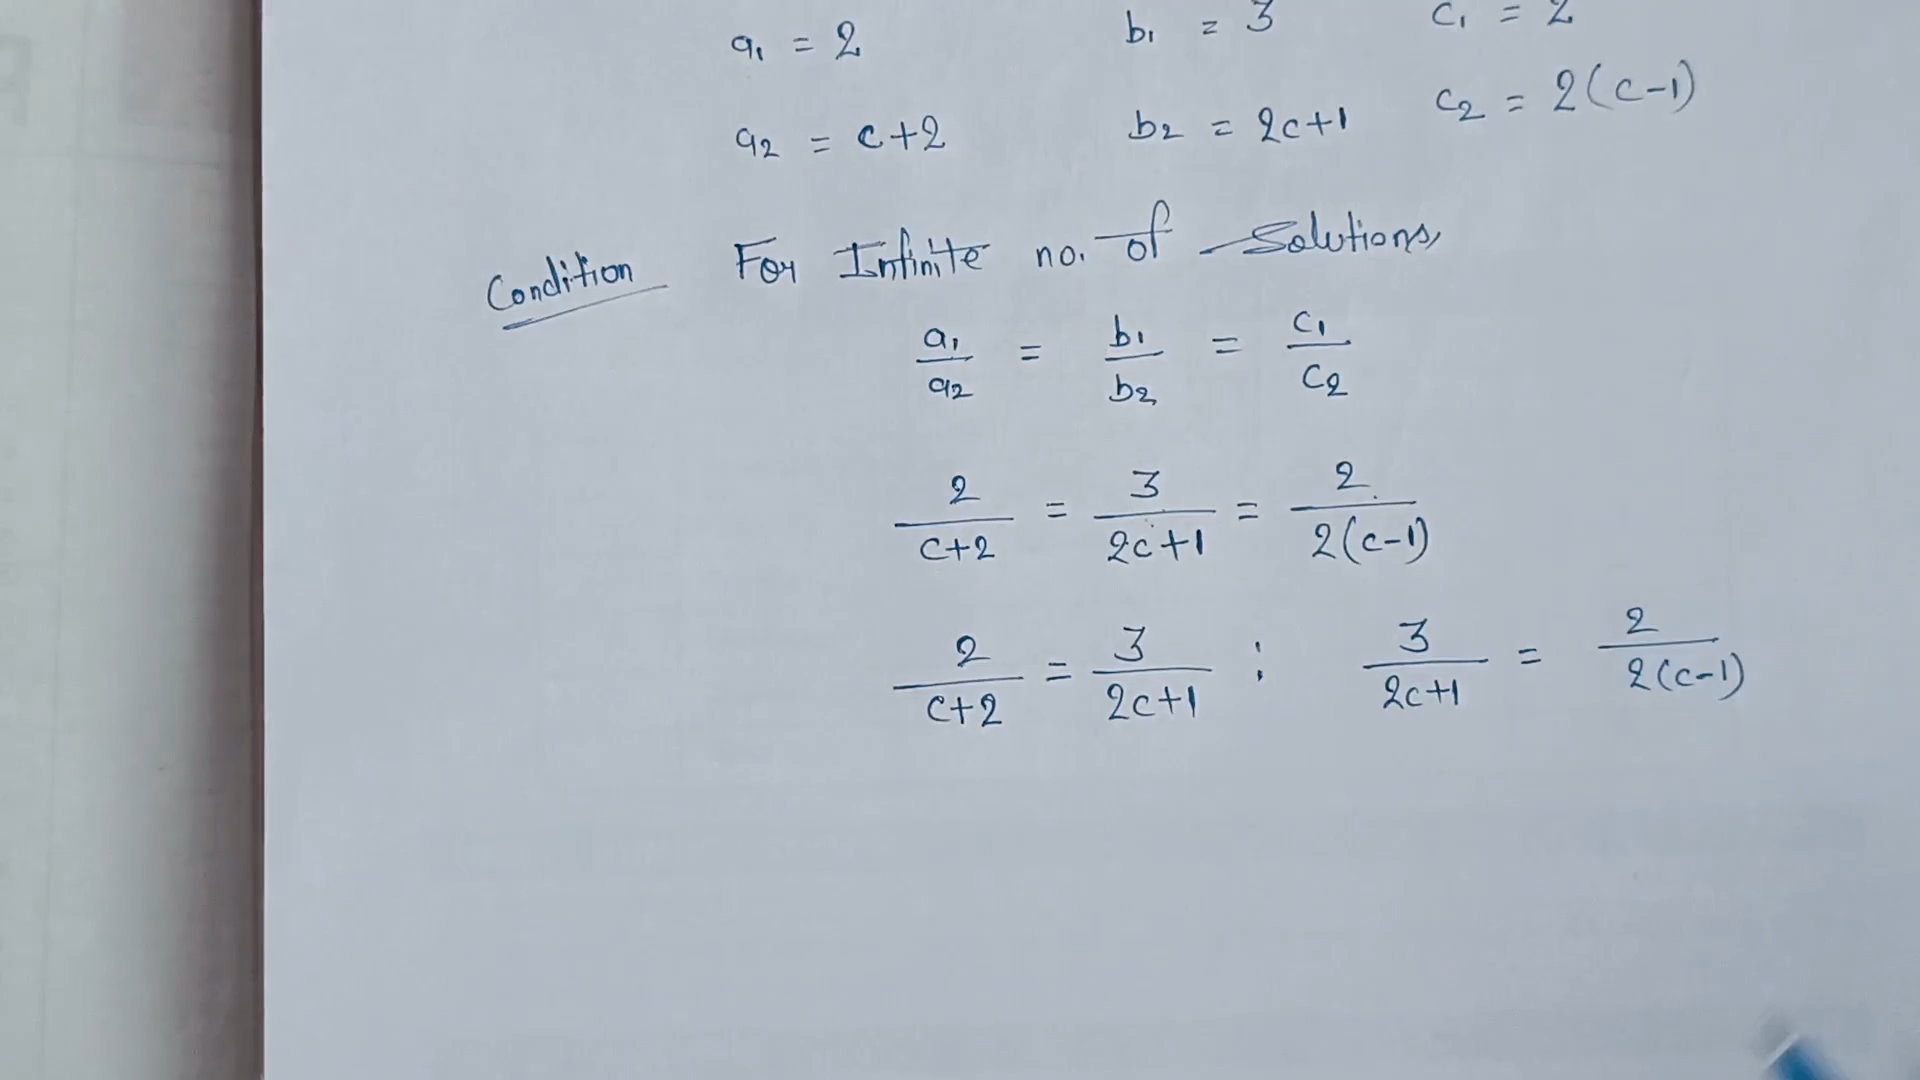 a₁ = 2 b₁ = 3 c₁ = 2
a₂ = c+2 b₂ = 2c+1 c₂ = 2(c-1)
Condition For Infinite no. of Solutions,
a₁/a₂ = b₁/b₂ = c₁/c₂
2/(c+2) = 3/(2c+1) = 2/(2(c-1))
2/(c+2) = 3/(2c+1) ; 3/(2c+1) = 2/(2(c-1))